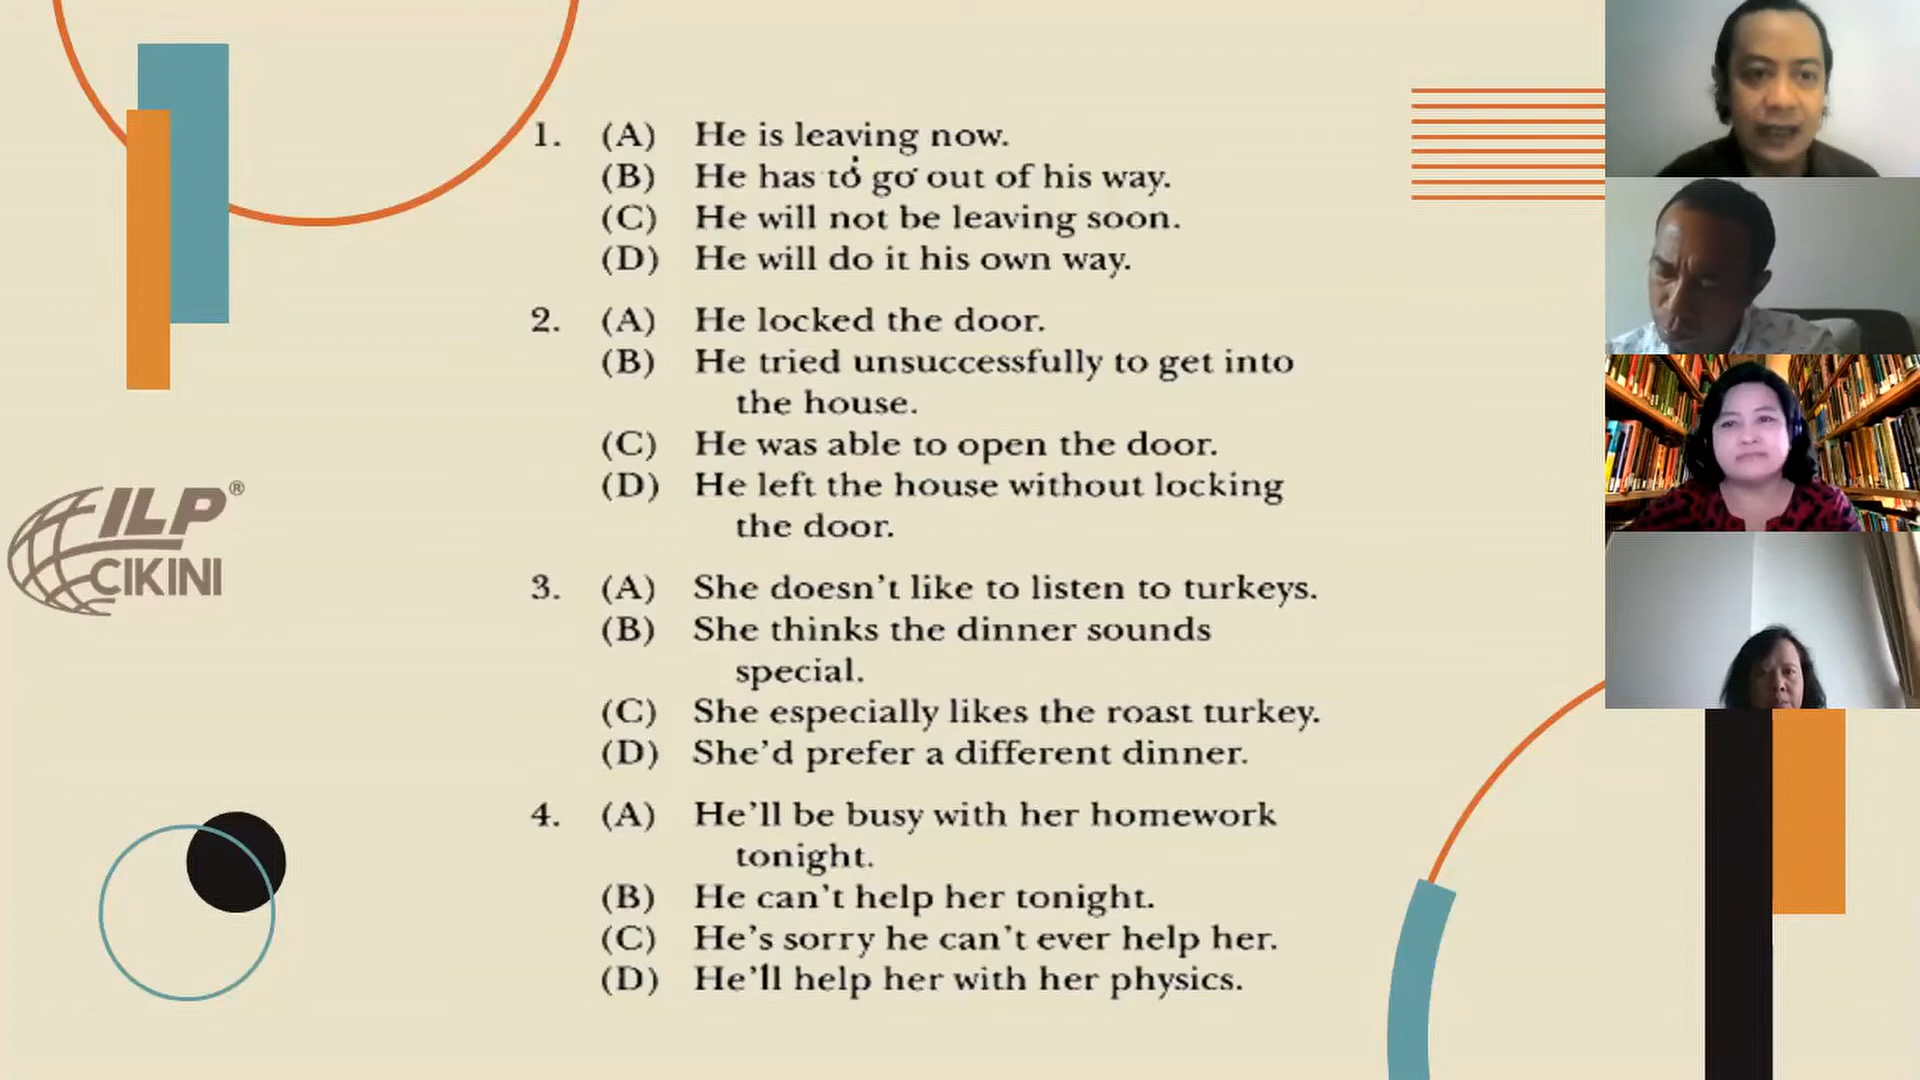 1. (A) He is leaving now.
(B) He has to go out of his way.
(C) He will not be leaving soon.
(D) He will do it his own way.
2. (A) He locked the door.
(B) He tried unsuccessfully to get into
the house.
(C) He was able to open the door.
(D) He left the house without locking
the door.
3. (A) She doesn't like to listen to turkeys.
(B) She thinks the dinner sounds
special.
(C) She especially likes the roast turkey.
(D) She'd prefer a different dinner.
4. (A) He'll be busy with her homework
tonight.
(B) He can't help her tonight.
(C) He's sorry he can't ever help her.
(D) He'll help her with her physics.
ILP®
CIKINI